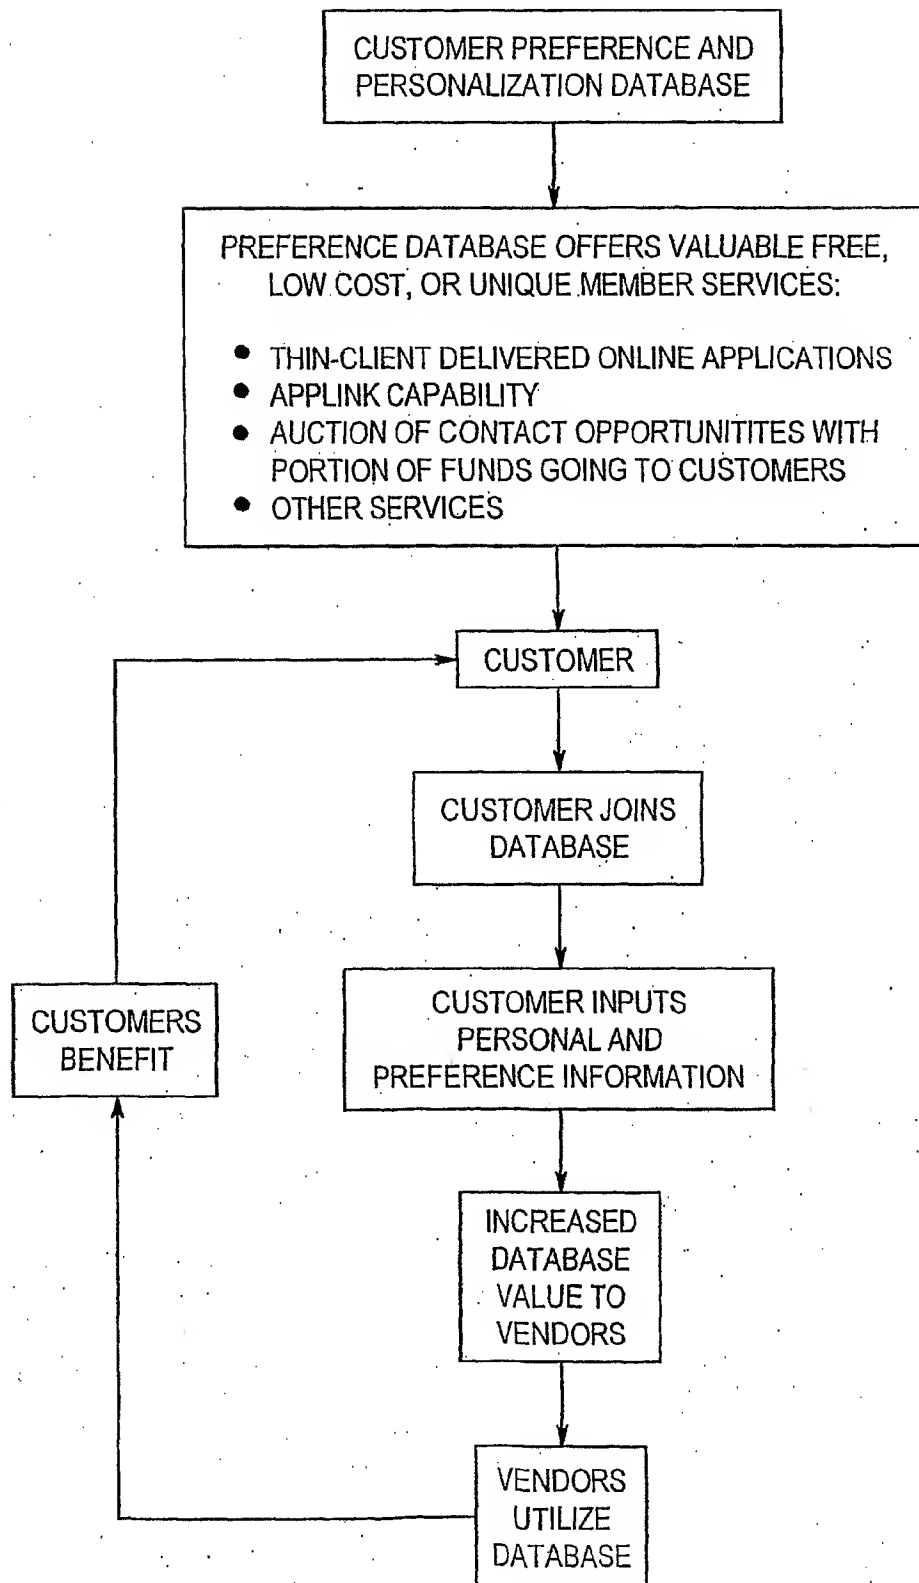 CUSTOMER PREFERENCE AND
PERSONALIZATION DATABASE
PREFERENCE DATABASE OFFERS VALUABLE FREE,
LOW COST, OR UNIQUE MEMBER SERVICES:
● THIN-CLIENT DELIVERED ONLINE APPLICATIONS
● APPLINK CAPABILITY
● AUCTION OF CONTACT OPPORTUNITITES WITH
PORTION OF FUNDS GOING TO CUSTOMERS
● OTHER SERVICES
CUSTOMER
CUSTOMER JOINS
DATABASE
CUSTOMER INPUTS
PERSONAL AND
PREFERENCE INFORMATION
CUSTOMERS
BENEFIT
INCREASED
DATABASE
VALUE TO
VENDORS
VENDORS
UTILIZE
DATABASE